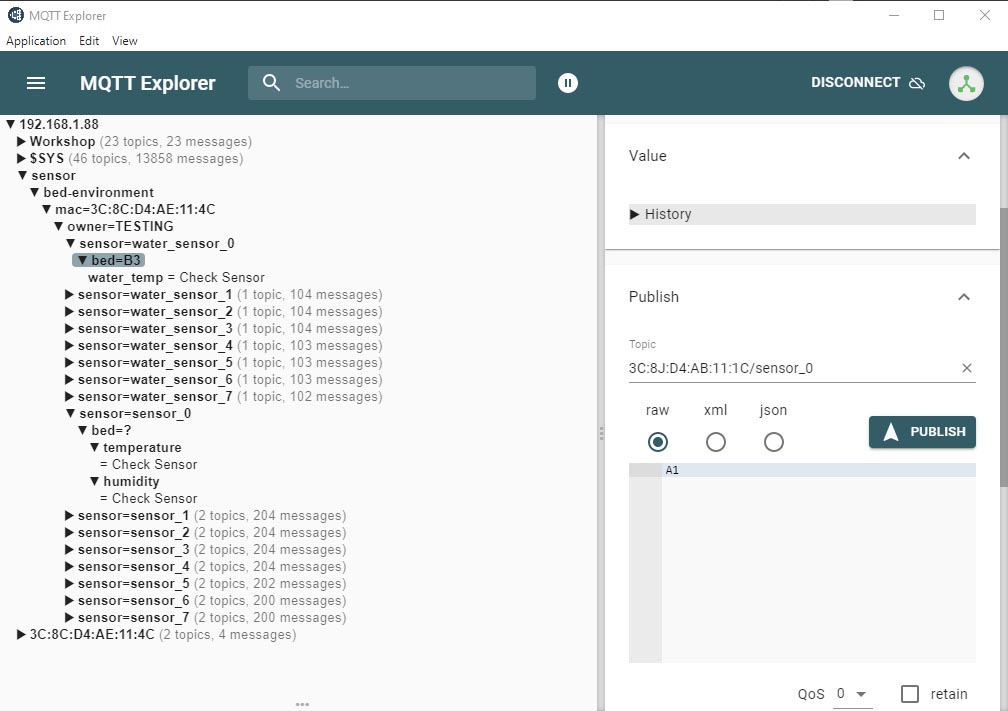 MQTT Explorer
Application Edit View
MQTT Explorer
Search...
DISCONNECT
▼ 192.168.1.88
▶ Workshop (23 topics, 23 messages)
▶ $SYS (46 topics, 13858 messages)
▼ sensor
▼ bed-environment
▼ mac=3C:8C:D4:AE:11:4C
▼ owner=TESTING
▼ sensor=water_sensor_0
▼ bed=B3
water_temp = Check Sensor
▶ sensor=water_sensor_1 (1 topic, 104 messages)
▶ sensor=water_sensor_2 (1 topic, 104 messages)
▶ sensor=water_sensor_3 (1 topic, 104 messages)
▶ sensor=water_sensor_4 (1 topic, 103 messages)
▶ sensor=water_sensor_5 (1 topic, 103 messages)
▶ sensor=water_sensor_6 (1 topic, 103 messages)
▶ sensor=water_sensor_7 (1 topic, 102 messages)
▼ sensor=sensor_0
▼ bed=?
▼ temperature
= Check Sensor
▼ humidity
= Check Sensor
▶ sensor=sensor_1 (2 topics, 204 messages)
▶ sensor=sensor_2 (2 topics, 204 messages)
▶ sensor=sensor_3 (2 topics, 204 messages)
▶ sensor=sensor_4 (2 topics, 204 messages)
▶ sensor=sensor_5 (2 topics, 202 messages)
▶ sensor=sensor_6 (2 topics, 200 messages)
▶ sensor=sensor_7 (2 topics, 200 messages)
▶ 3C:8C:D4:AE:11:4C (2 topics, 4 messages)
Value
▶ History
Publish
Topic
3C:8J:D4:AB:11:1C/sensor_0
raw xml json
PUBLISH
A1
QoS 0 retain